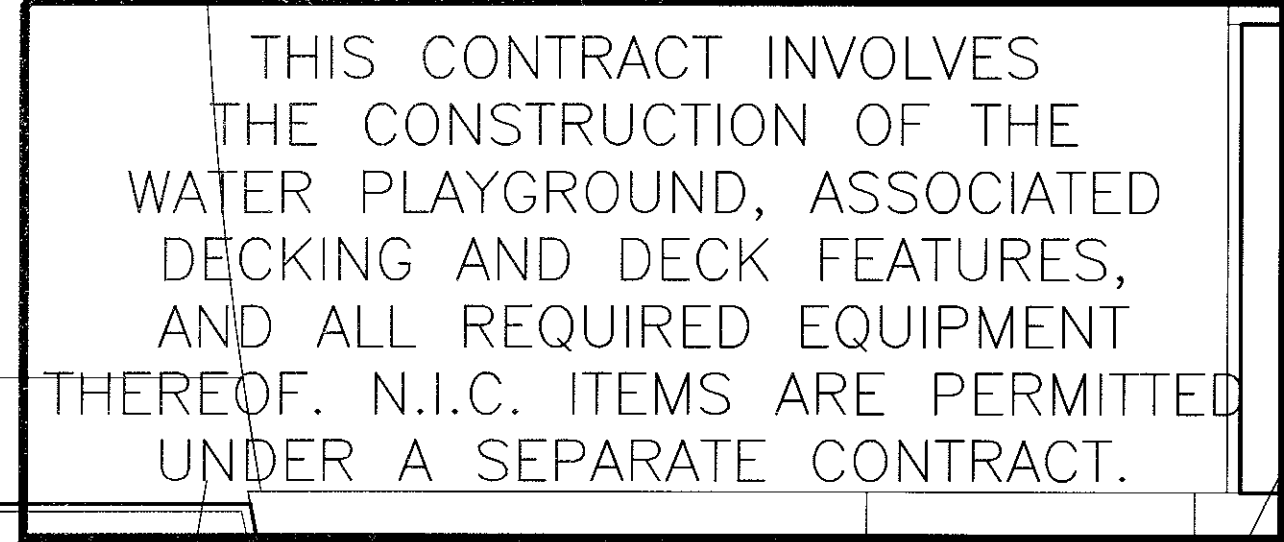 THIS CONTRACT INVOLVES
THE CONSTRUCTION OF THE
WATER PLAYGROUND, ASSOCIATED
DECKING AND DECK FEATURES,
AND ALL REQUIRED EQUIPMENT
THEREOF. N.I.C. ITEMS ARE PERMITTED
UNDER A SEPARATE CONTRACT.